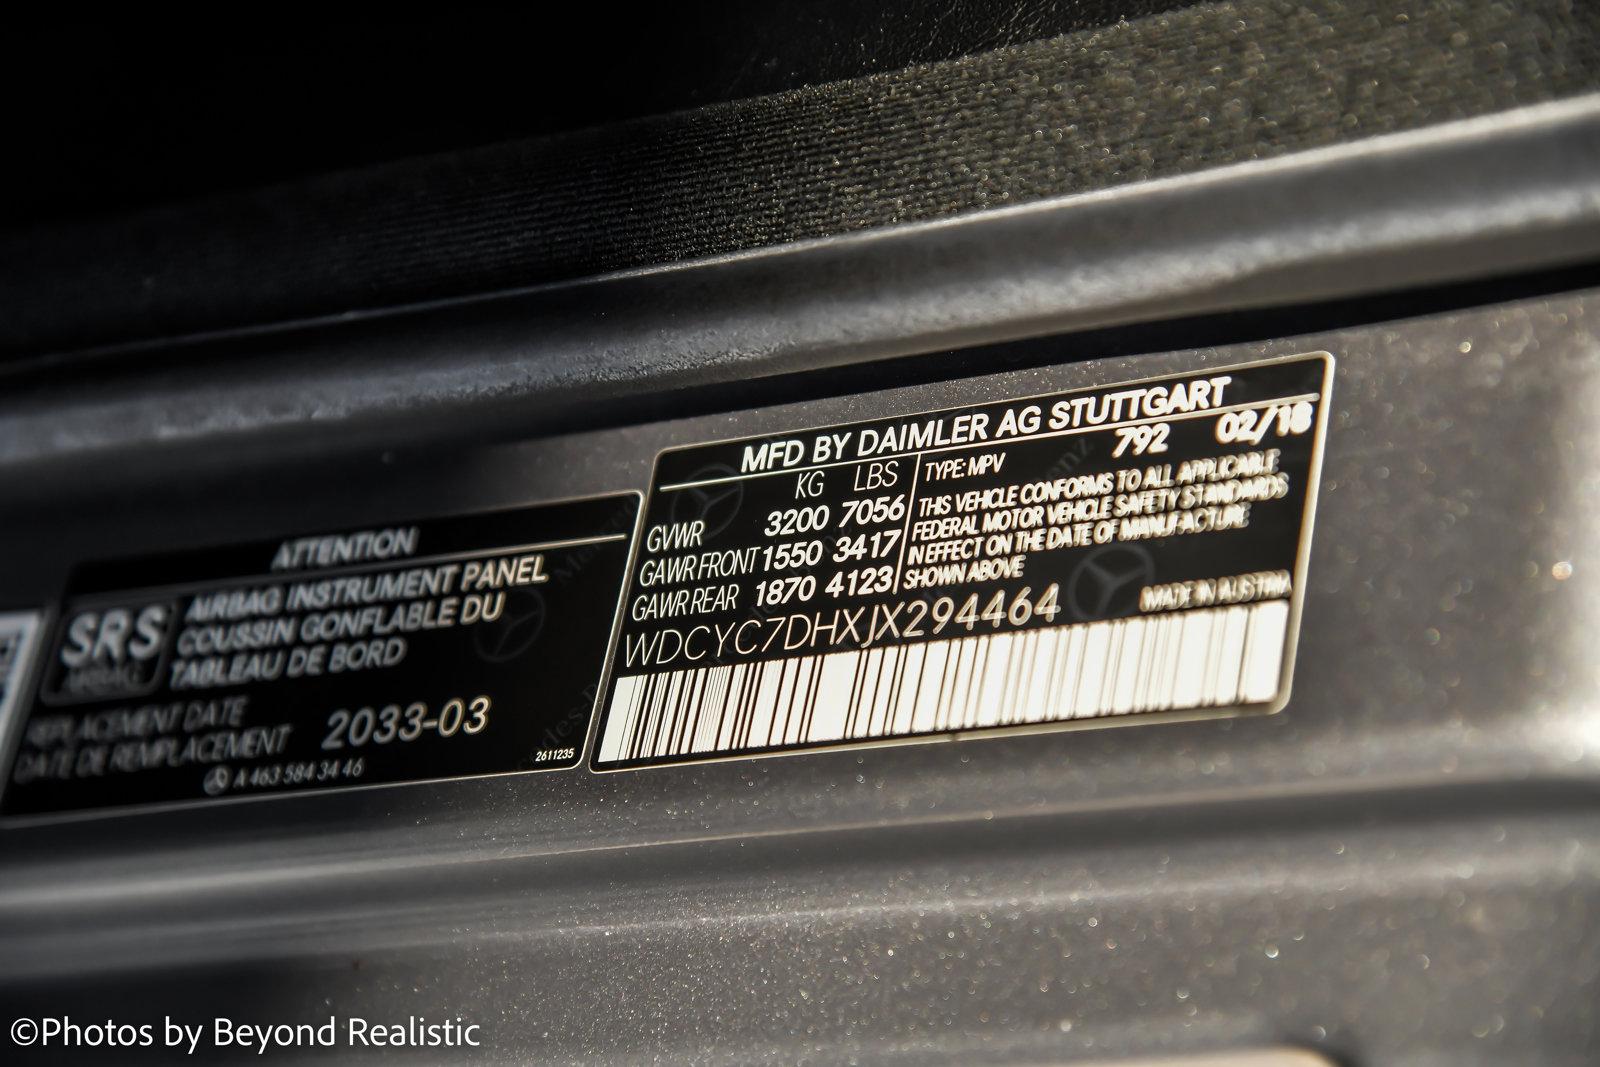 ATTENTION
SRS
AIRBAG
AIRBAG INSTRUMENT PANEL
COUSSIN GONFLABLE DU
TABLEAU DE BORD
REPLACEMENT DATE
DATE DE REMPLACEMENT
2033-03
A 463 584 34 46
2611235
MFD BY DAIMLER AG STUTTGART
KG LBS
GVWR 3200 7056
GAWR FRONT 1550 3417
GAWR REAR 1870 4123
TYPE: MPV 792 02/18
THIS VEHICLE CONFORMS TO ALL APPLICABLE
FEDERAL MOTOR VEHICLE SAFETY STANDARDS
IN EFFECT ON THE DATE OF MANUFACTURE
SHOWN ABOVE
WDCYC7DHXJX294464
MADE IN AUSTRIA
©Photos by Beyond Realistic